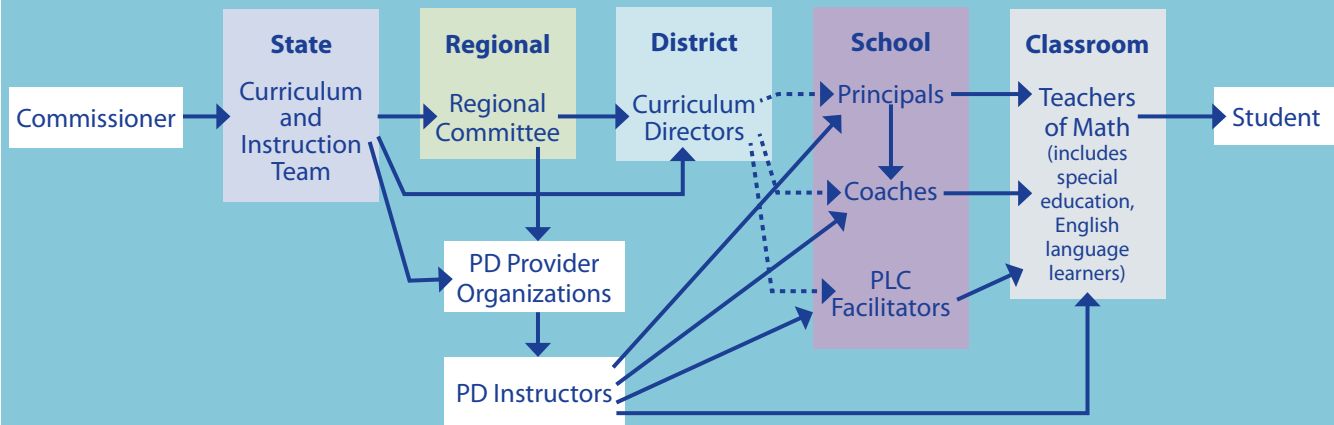 Commissioner
State
Curriculum
and
Instruction
Team
Regional
Regional
Committee
District
Curriculum
Directors
School
Principals
Coaches
PLC
Facilitators
Classroom
Teachers
of Math
(includes
special
education,
English
language
learners)
Student
PD Provider
Organizations
PD Instructors